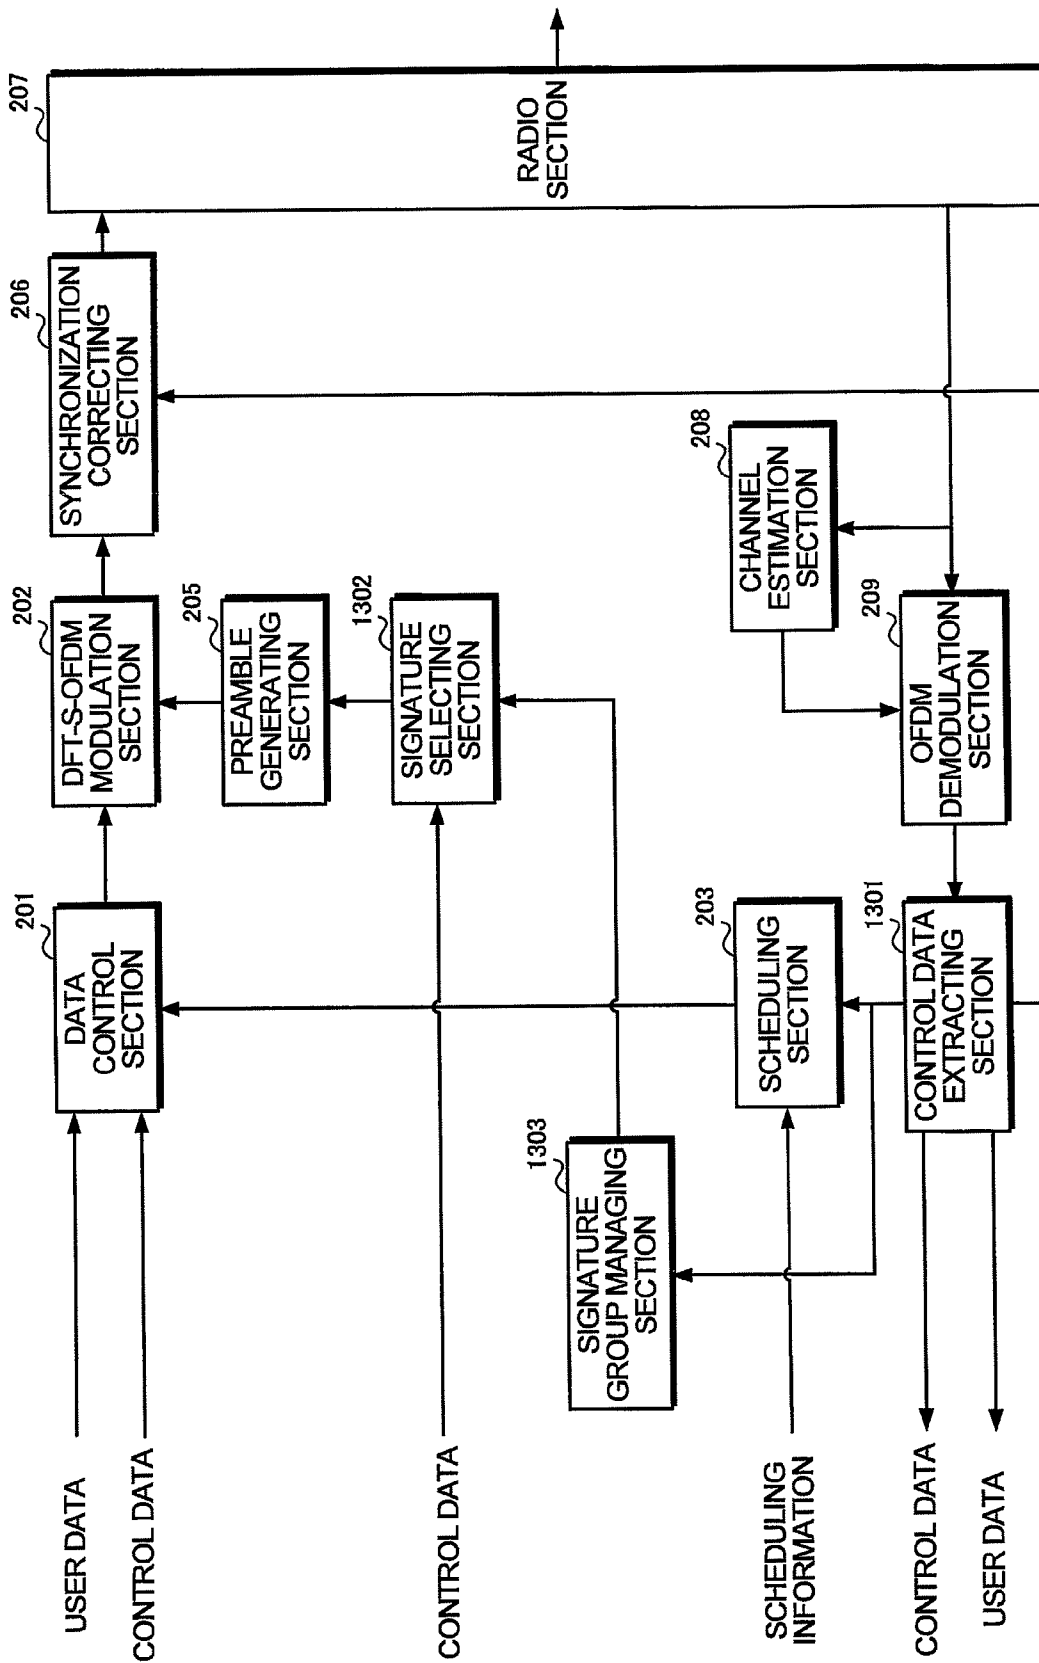 207
RADIO
SECTION
206
SYNCHRONIZATION
CORRECTING
SECTION
202
DFT-S-OFDM
MODULATION
SECTION
205
PREAMBLE
GENERATING
SECTION
1302
SIGNATURE
SELECTING
SECTION
208
CHANNEL
ESTIMATION
SECTION
209
OFDM
DEMODULATION
SECTION
201
DATA
CONTROL
SECTION
203
SCHEDULING
SECTION
1301
CONTROL DATA
EXTRACTING
SECTION
1303
SIGNATURE
GROUP MANAGING
SECTION
USER DATA
CONTROL DATA
CONTROL DATA
SCHEDULING
INFORMATION
CONTROL DATA
USER DATA